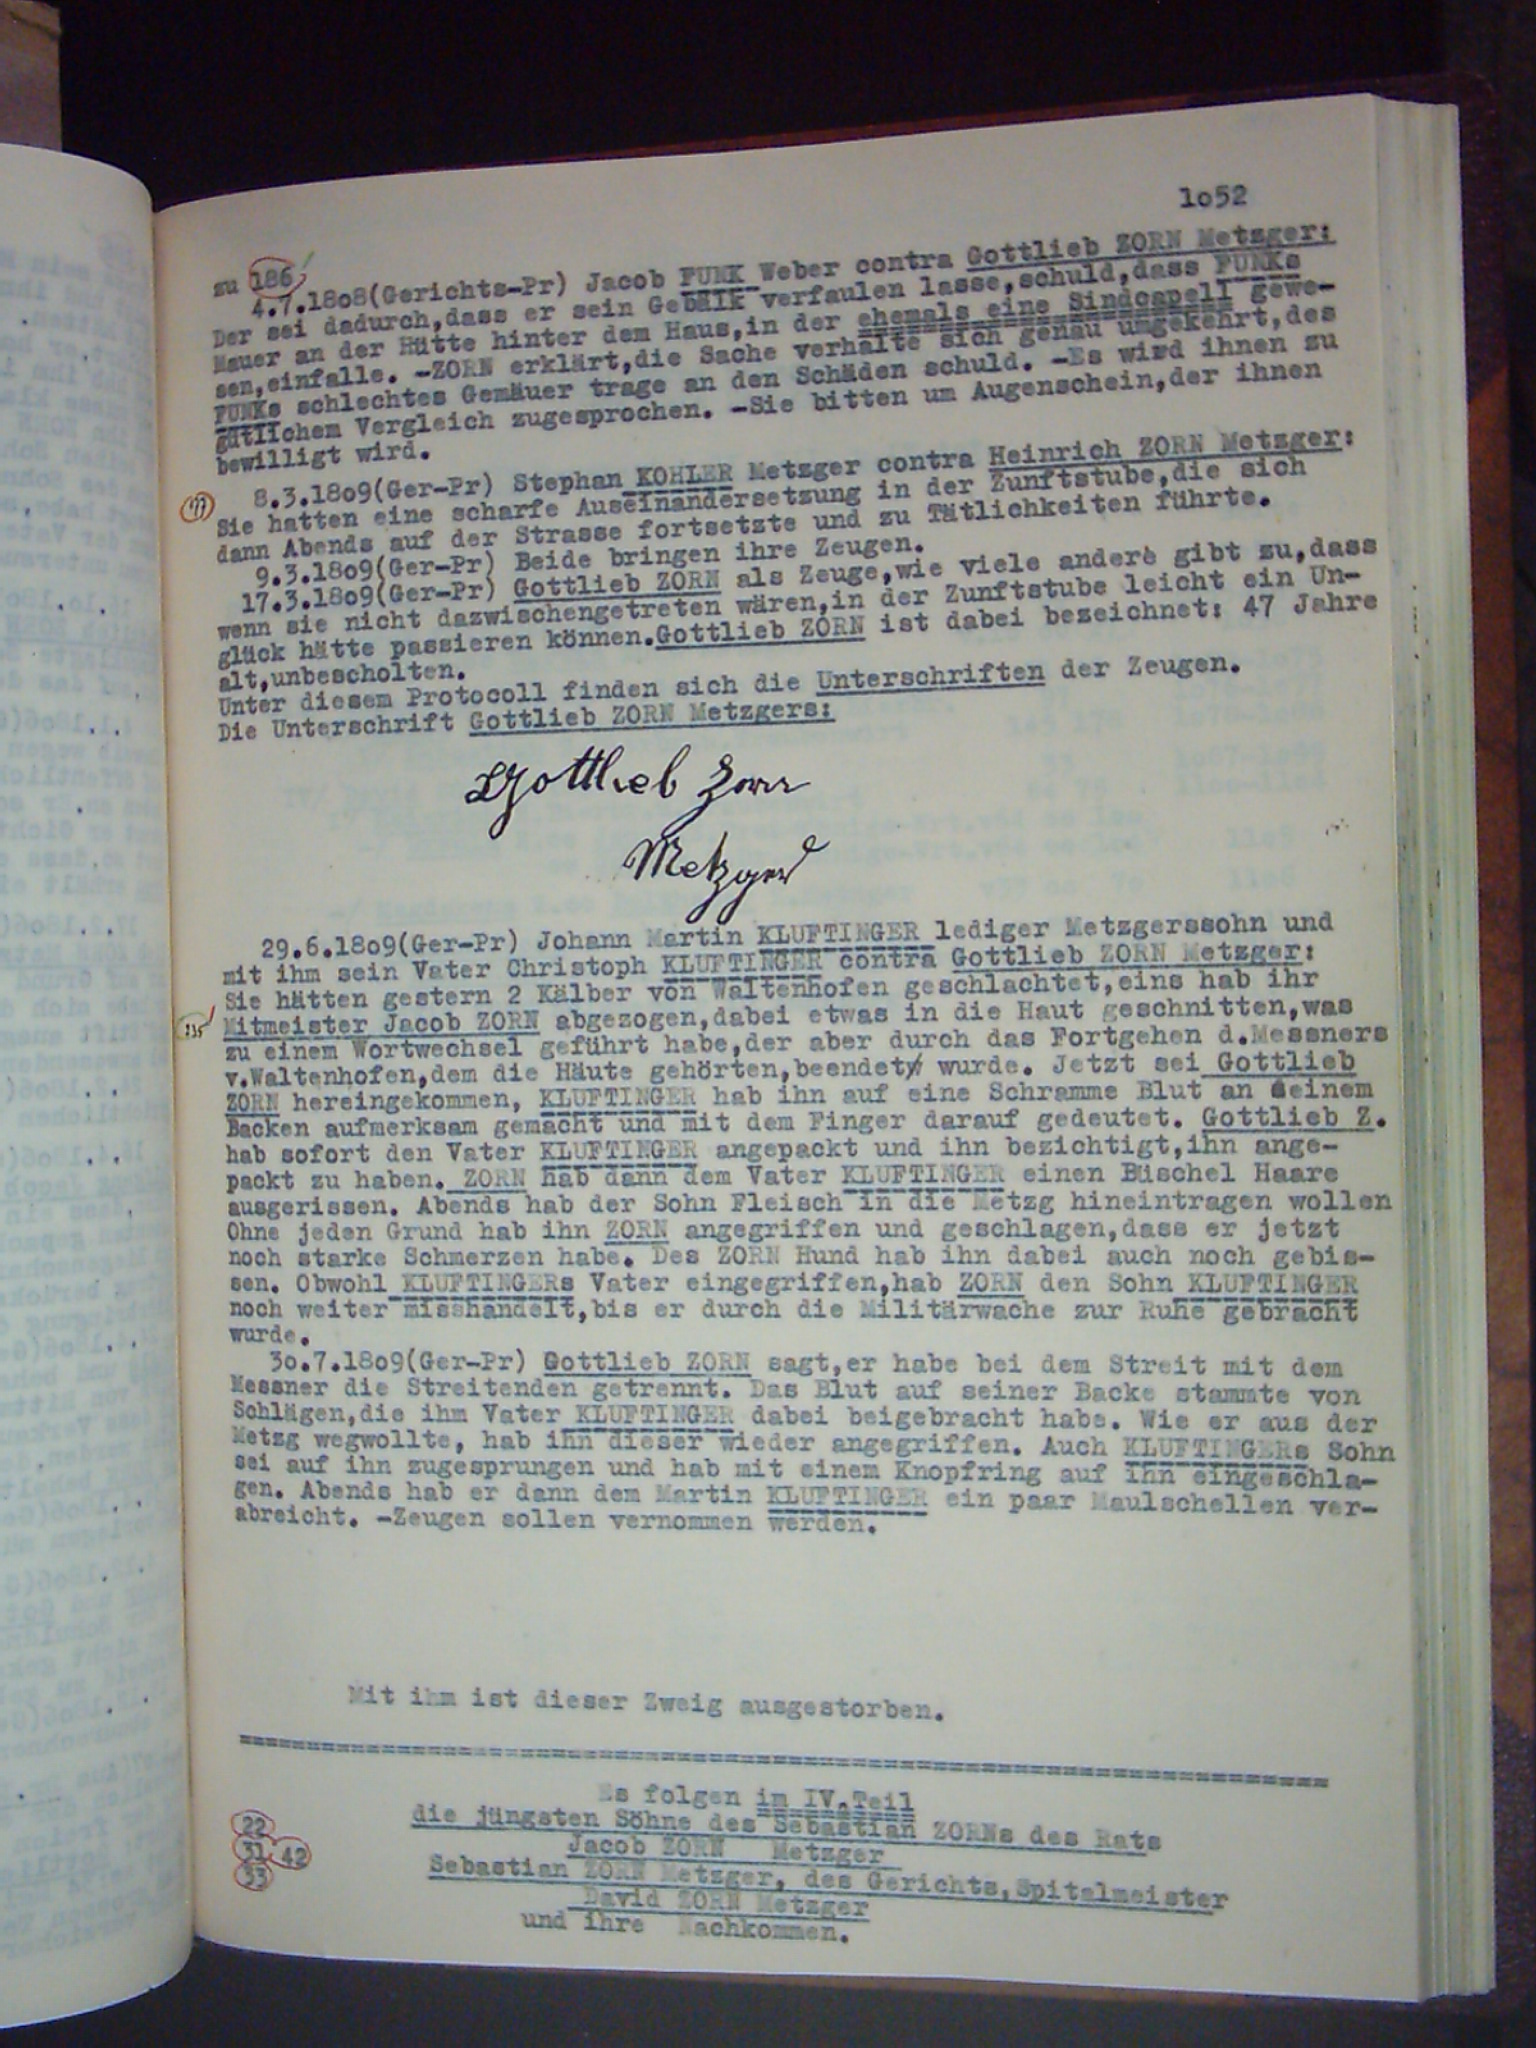 1o52
zu 186
4.7.18o8(Gerichts-Pr) Jacob FUNK Weber contra Gottlieb ZORN Metzger:
Der sei dadurch,dass er sein Gebälk verfaulen lasse,schuld,dass FUNKs
Mauer an der Hütte hinter dem Haus,in der ehemals eine Sindcapell gewe-
sen,einfalle. -ZORN erklärt,die Sache verhalte sich genau umgekehrt,des
FUNKs schlechtes Gemäuer trage an den Schäden schuld. -Es wird ihnen zu
gütlichem Vergleich zugesprochen. -Sie bitten um Augenschein,der ihnen
bewilligt wird.
8.3.18o9(Ger-Pr) Stephan KOHLER Metzger contra Heinrich ZORN Metzger:
Sie hatten eine scharfe Auseinandersetzung in der Zunftstube,die sich
dann Abends auf der Strasse fortsetzte und zu Tätlichkeiten führte.
9.3.18o9(Ger-Pr) Beide bringen ihre Zeugen.
17.3.18o9(Ger-Pr) Gottlieb ZORN als Zeuge,wie viele andere gibt zu,dass
wenn sie nicht dazwischengetreten wären,in der Zunftstube leicht ein Un-
glück hätte passieren können.Gottlieb ZORN ist dabei bezeichnet: 47 Jahre
alt,unbescholten.
Unter diesem Protocoll finden sich die Unterschriften der Zeugen.
Die Unterschrift Gottlieb ZORN Metzgers:
Gottlieb Zorn
Metzger
29.6.18o9(Ger-Pr) Johann Martin KLUFTINGER lediger Metzgerssohn und
mit ihm sein Vater Christoph KLUFTINGER contra Gottlieb ZORN Metzger:
Sie hätten gestern 2 Kälber von Waltenhofen geschlachtet,eins hab ihr
335 Mitmeister Jacob ZORN abgezogen,dabei etwas in die Haut geschnitten,was
zu einem Wortwechsel geführt habe,der aber durch das Fortgehen d.Messners
v.Waltenhofen,dem die Häute gehörten,beendet wurde. Jetzt sei Gottlieb
ZORN hereingekommen, KLUFTINGER hab ihn auf eine Schramme Blut an seinem
Backen aufmerksam gemacht und mit dem Finger darauf gedeutet. Gottlieb Z.
hab sofort den Vater KLUFTINGER angepackt und ihn bezichtigt,ihn ange-
packt zu haben. ZORN hab dann dem Vater KLUFTINGER einen Büschel Haare
ausgerissen. Abends hab der Sohn Fleisch in die Metzg hineintragen wollen
Ohne jeden Grund hab ihn ZORN angegriffen und geschlagen,dass er jetzt
noch starke Schmerzen habe. Des ZORN Hund hab ihn dabei auch noch gebis-
sen. Obwohl KLUFTINGERs Vater eingegriffen,hab ZORN den Sohn KLUFTINGER
noch weiter misshandelt,bis er durch die Militärwache zur Ruhe gebracht
wurde.
3o.7.18o9(Ger-Pr) Gottlieb ZORN sagt,er habe bei dem Streit mit dem
Messner die Streitenden getrennt. Das Blut auf seiner Backe stammte von
Schlägen,die ihm Vater KLUFTINGER dabei beigebracht habe. Wie er aus der
Metzg wegwollte, hab ihn dieser wieder angegriffen. Auch KLUFTINGERs Sohn
sei auf ihn zugesprungen und hab mit einem Knopfring auf ihn eingeschla-
gen. Abends hab er dann dem Martin KLUFTINGER ein paar Maulschellen ver-
abreicht. -Zeugen sollen vernommen werden.
Mit ihm ist dieser Zweig ausgestorben.
Es folgen im IV.Teil
die jüngsten Söhne des Sebastian ZORNs des Rats
22 Jacob ZORN Metzger
31 42 Sebastian ZORN Metzger, des Gerichts,Spitalmeister
33 David ZORN Metzger
und ihre Nachkommen.